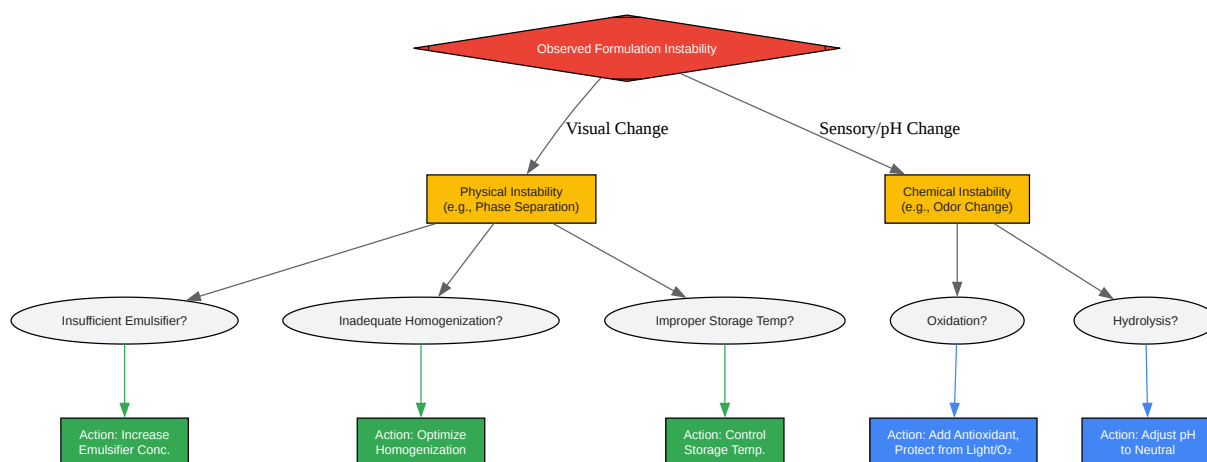 Observed Formulation Instability
Visual Change
Sensory/pH Change
Physical Instability
(e.g., Phase Separation)
Chemical Instability
(e.g., Odor Change)
Insufficient Emulsifier?
Inadequate Homogenization?
Improper Storage Temp?
Oxidation?
Hydrolysis?
Action: Increase
Emulsifier Conc.
Action: Optimize
Homogenization
Action: Control
Storage Temp.
Action: Add Antioxidant,
Protect from Light/O₂
Action: Adjust pH
to Neutral